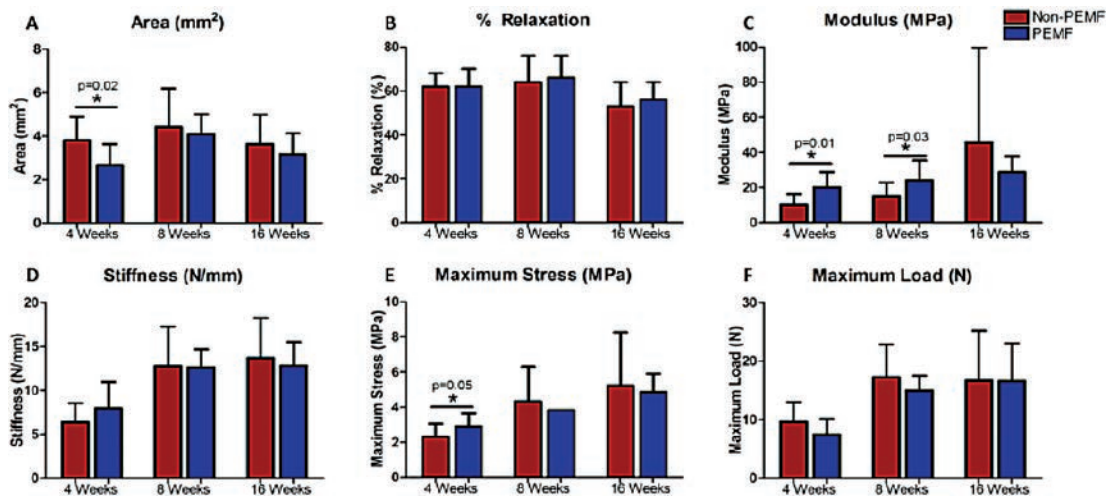 A
Area (mm²)
Area (mm²)
8
6
4
2
0
p=0.02
*
4 Weeks
8 Weeks
16 Weeks
B
% Relaxation
% Relaxation (%)
80
60
40
20
0
4 Weeks
8 Weeks
16 Weeks
C
Modulus (MPa)
Non-PEMF
PEMF
Modulus (MPa)
100
80
60
40
20
0
p=0.01
*
p=0.03
*
4 Weeks
8 Weeks
16 Weeks
D
Stiffness (N/mm)
Stiffness (N/mm)
20
15
10
5
0
4 Weeks
8 Weeks
16 Weeks
E
Maximum Stress (MPa)
Maximum Stress (MPa)
10
8
6
4
2
0
p=0.05
*
4 Weeks
8 Weeks
16 Weeks
F
Maximum Load (N)
Maximum Load (N)
30
20
10
0
4 Weeks
8 Weeks
16 Weeks